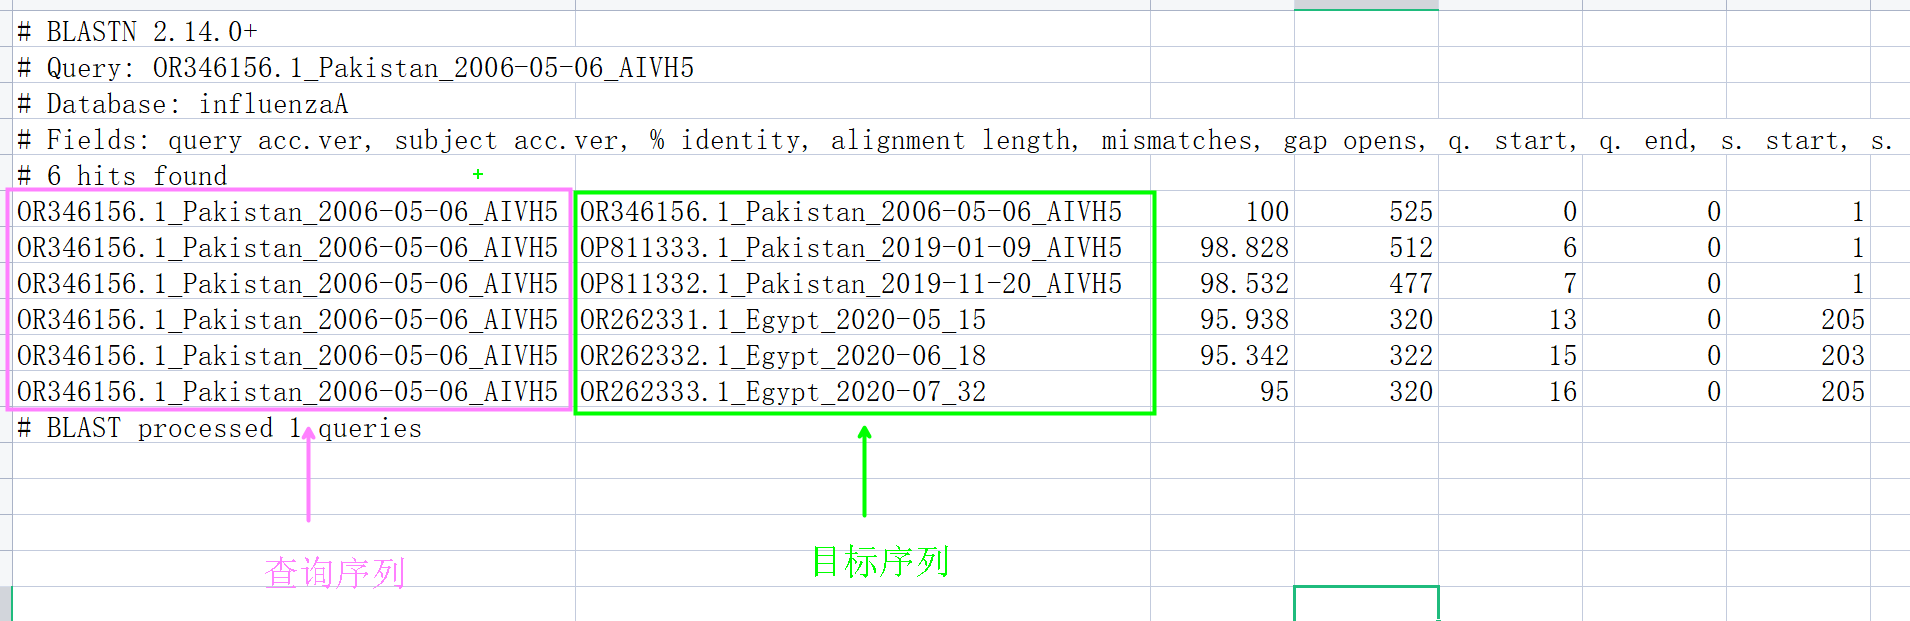 # BLASTN 2.14.0+
# Query: OR346156.1_Pakistan_2006-05-06_AIVH5
# Database: influenzaA
# Fields: query acc.ver, subject acc.ver, % identity, alignment length, mismatches, gap opens, q. start, q. end, s. start, s.
# 6 hits found
OR346156.1_Pakistan_2006-05-06_AIVH5 OR346156.1_Pakistan_2006-05-06_AIVH5 100 525 0 0 1
OR346156.1_Pakistan_2006-05-06_AIVH5 OP811333.1_Pakistan_2019-01-09_AIVH5 98.828 512 6 0 1
OR346156.1_Pakistan_2006-05-06_AIVH5 OP811332.1_Pakistan_2019-11-20_AIVH5 98.532 477 7 0 1
OR346156.1_Pakistan_2006-05-06_AIVH5 OR262331.1_Egypt_2020-05_15 95.938 320 13 0 205
OR346156.1_Pakistan_2006-05-06_AIVH5 OR262332.1_Egypt_2020-06_18 95.342 322 15 0 203
OR346156.1_Pakistan_2006-05-06_AIVH5 OR262333.1_Egypt_2020-07_32 95 320 16 0 205
# BLAST processed 1 queries
查询序列 目标序列